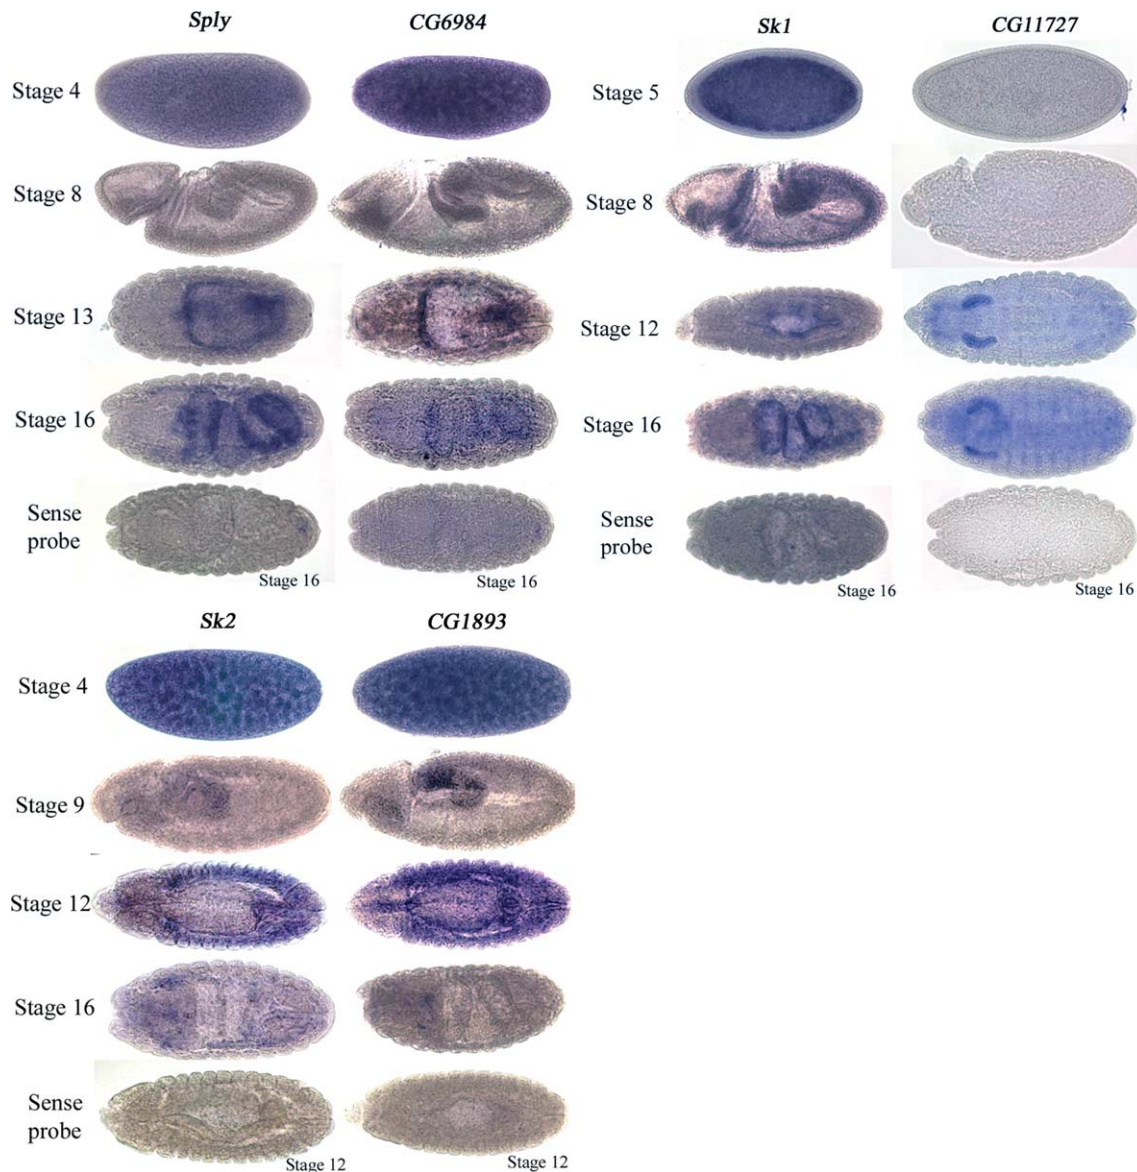 Sply CG6984
Stage 4
Stage 8
Stage 13
Stage 16
Sense
probe
Stage 16 Stage 16
Sk1 CG11727
Stage 5
Stage 8
Stage 12
Stage 16
Sense
probe
Stage 16
Sk2 CG1893
Stage 4
Stage 9
Stage 12
Stage 16
Sense
probe
Stage 12 Stage 12